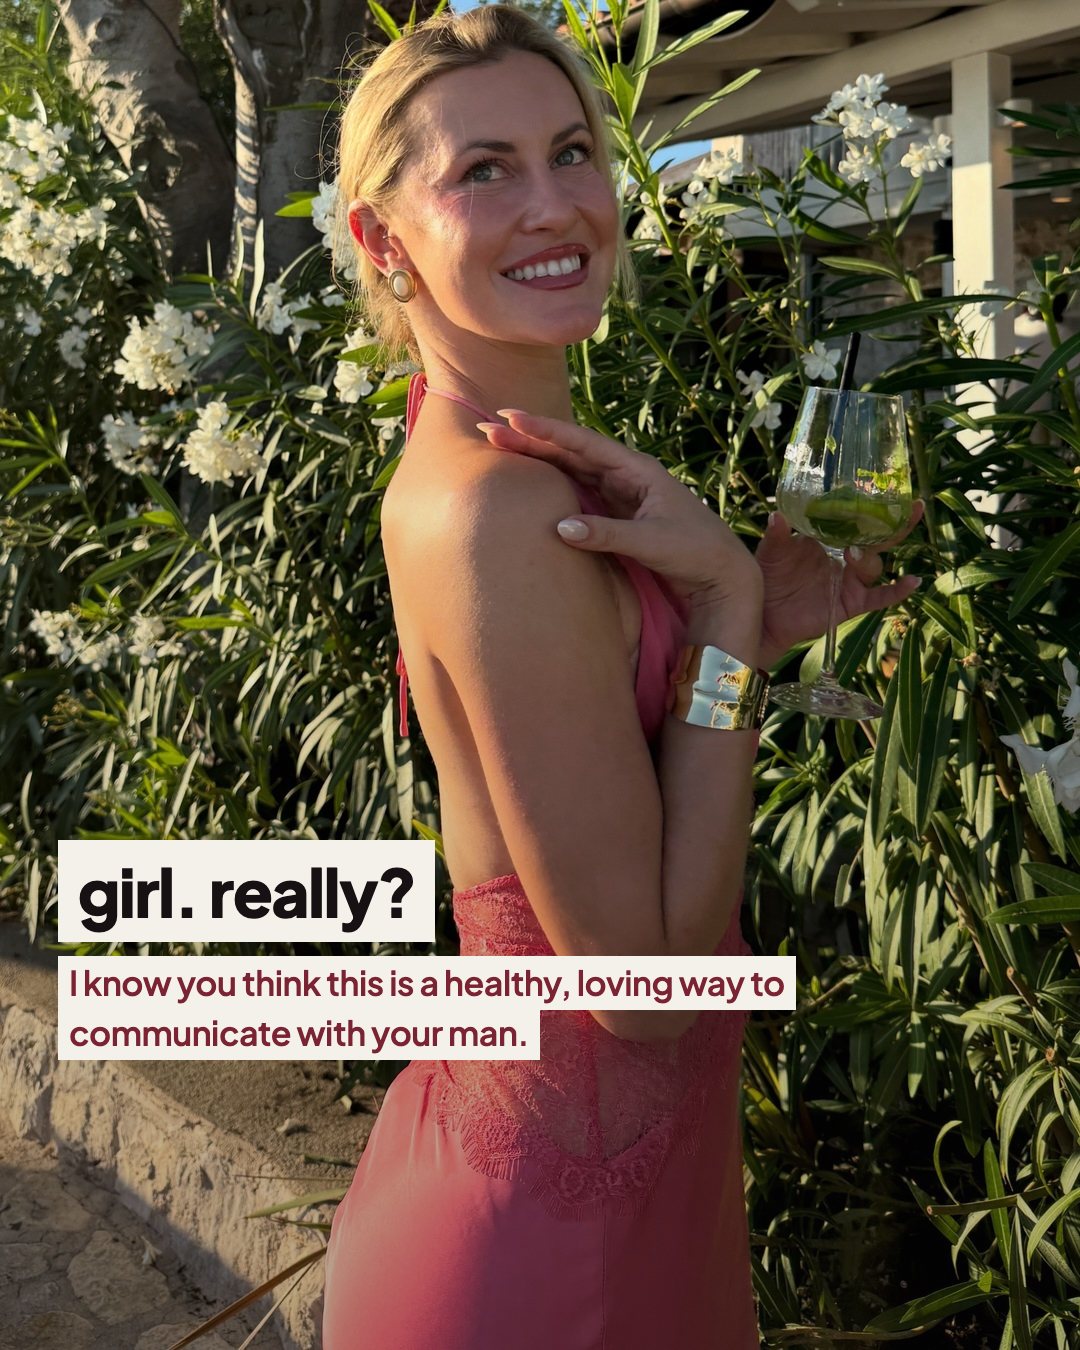 girl. really?
I know you think this is a healthy, loving way to
communicate with your man.